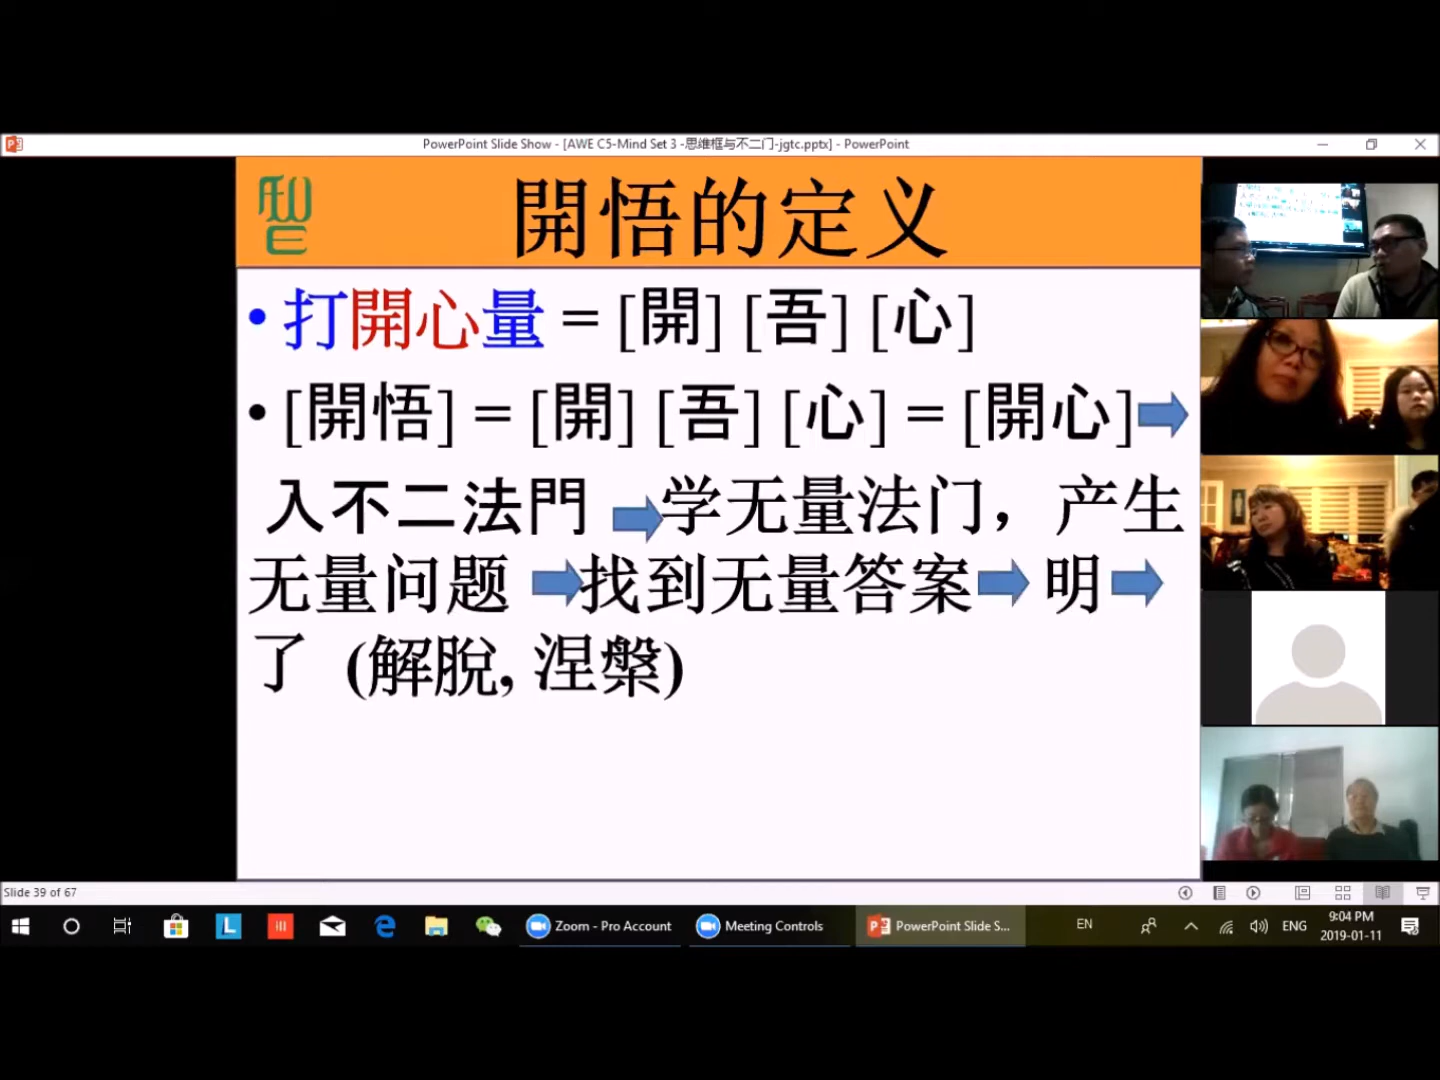 PowerPoint Slide Show - [AWE C5-Mind Set 3 -思维框与不二门-jgtc.pptx] - PowerPoint
AWE
開悟的定义
• 打開心量 = [開] [吾] [心]
• [開悟] = [開] [吾] [心] = [開心]
入不二法門 学无量法门，产生
无量问题 找到无量答案 明
了 (解脫, 涅槃)
Slide 39 of 67
Zoom - Pro Account
Meeting Controls
PowerPoint Slide S...
EN
ENG
9:04 PM
2019-01-11